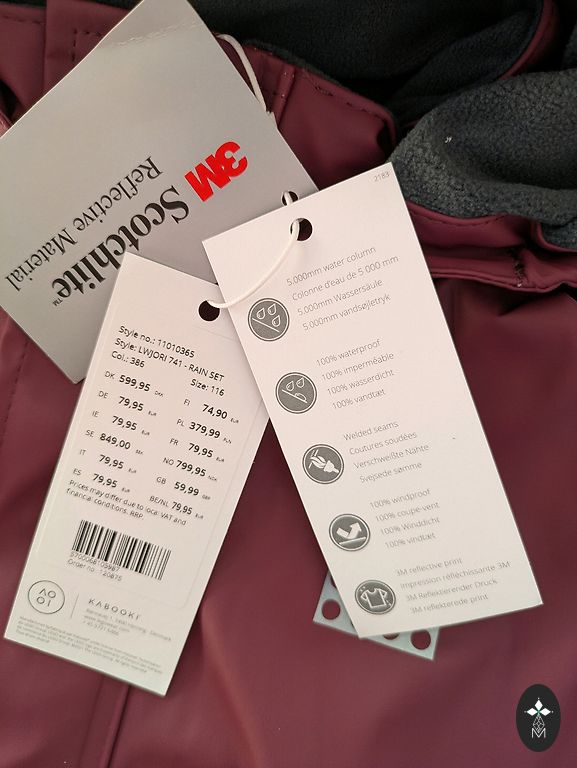 3M
Scotchlite™
Reflective Material
2183
5.000mm water column
Colonne d'eau de 5.000 mm
5.000mm Wassersäule
5.000mm vandsøjletryk
100% waterproof
100% imperméable
100% wasserdicht
100% vandtæt
Welded seams
Coutures soudées
Verschweißte Nähte
Svejsede sømme
100% windproof
100% coupe-vent
100% Winddicht
100% vindtæt
3M reflective print
impression réfléchissante 3M
3M Reflektierender Druck
3M reflekterede print
Style no.: 11010365
Style: LWJORI 741 - RAIN SET
Col.: 386 Size: 116
DK 599,95 DKK FI 74,90 EUR
DE 79,95 EUR PL 379,99 PLN
IE 79,95 EUR FR 79,95 EUR
SE 849,00 SEK NO 799,95 NOK
IT 79,95 EUR GB 59,99 GBP
ES 79,95 EUR BE/NL 79,95 EUR
Prices may differ due to local VAT and
financial conditions. RRP.
Order no.: 120875
KABOOKI
M